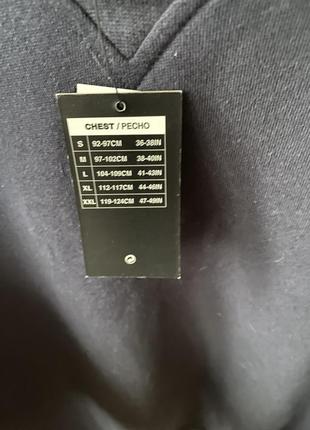 CHEST / PECHO
S 92-97CM 36-38IN
M 97-102CM 38-40IN
L 104-109CM 41-43IN
XL 112-117CM 44-46IN
XXL 119-124CM 47-49IN